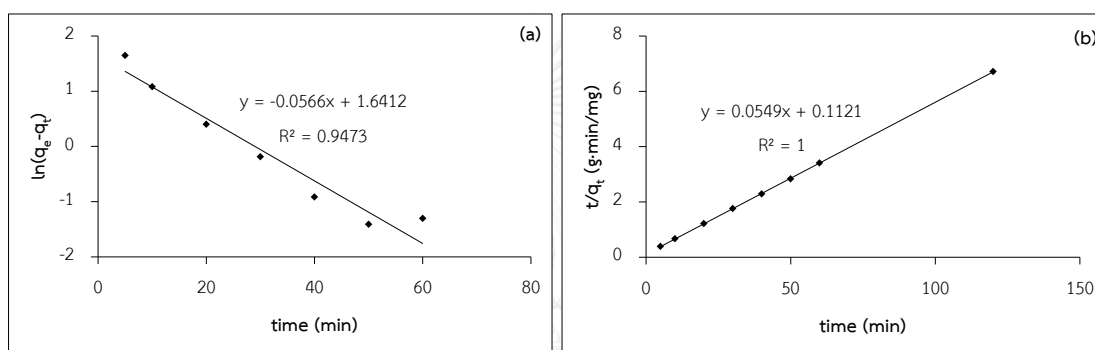 (a)
2
1
0
-1
-2
0 20 40 60 80
ln(qe-qt)
time (min)
y = -0.0566x + 1.6412
R² = 0.9473
(b)
8
6
4
2
0
0 50 100 150
t/qt (g·min/mg)
time (min)
y = 0.0549x + 0.1121
R² = 1